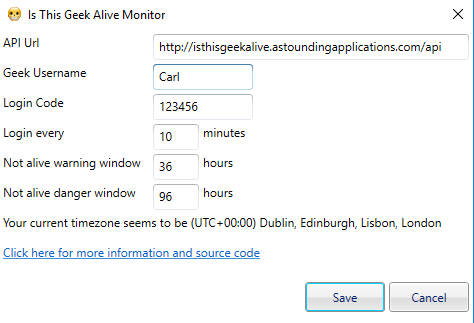 Is This Geek Alive Monitor
API Url http://isthisgeekalive.astoundingapplications.com/api
Geek Username Carl
Login Code 123456
Login every 10 minutes
Not alive warning window 36 hours
Not alive danger window 96 hours
Your current timezone seems to be (UTC+00:00) Dublin, Edinburgh, Lisbon, London
Click here for more information and source code
Save Cancel